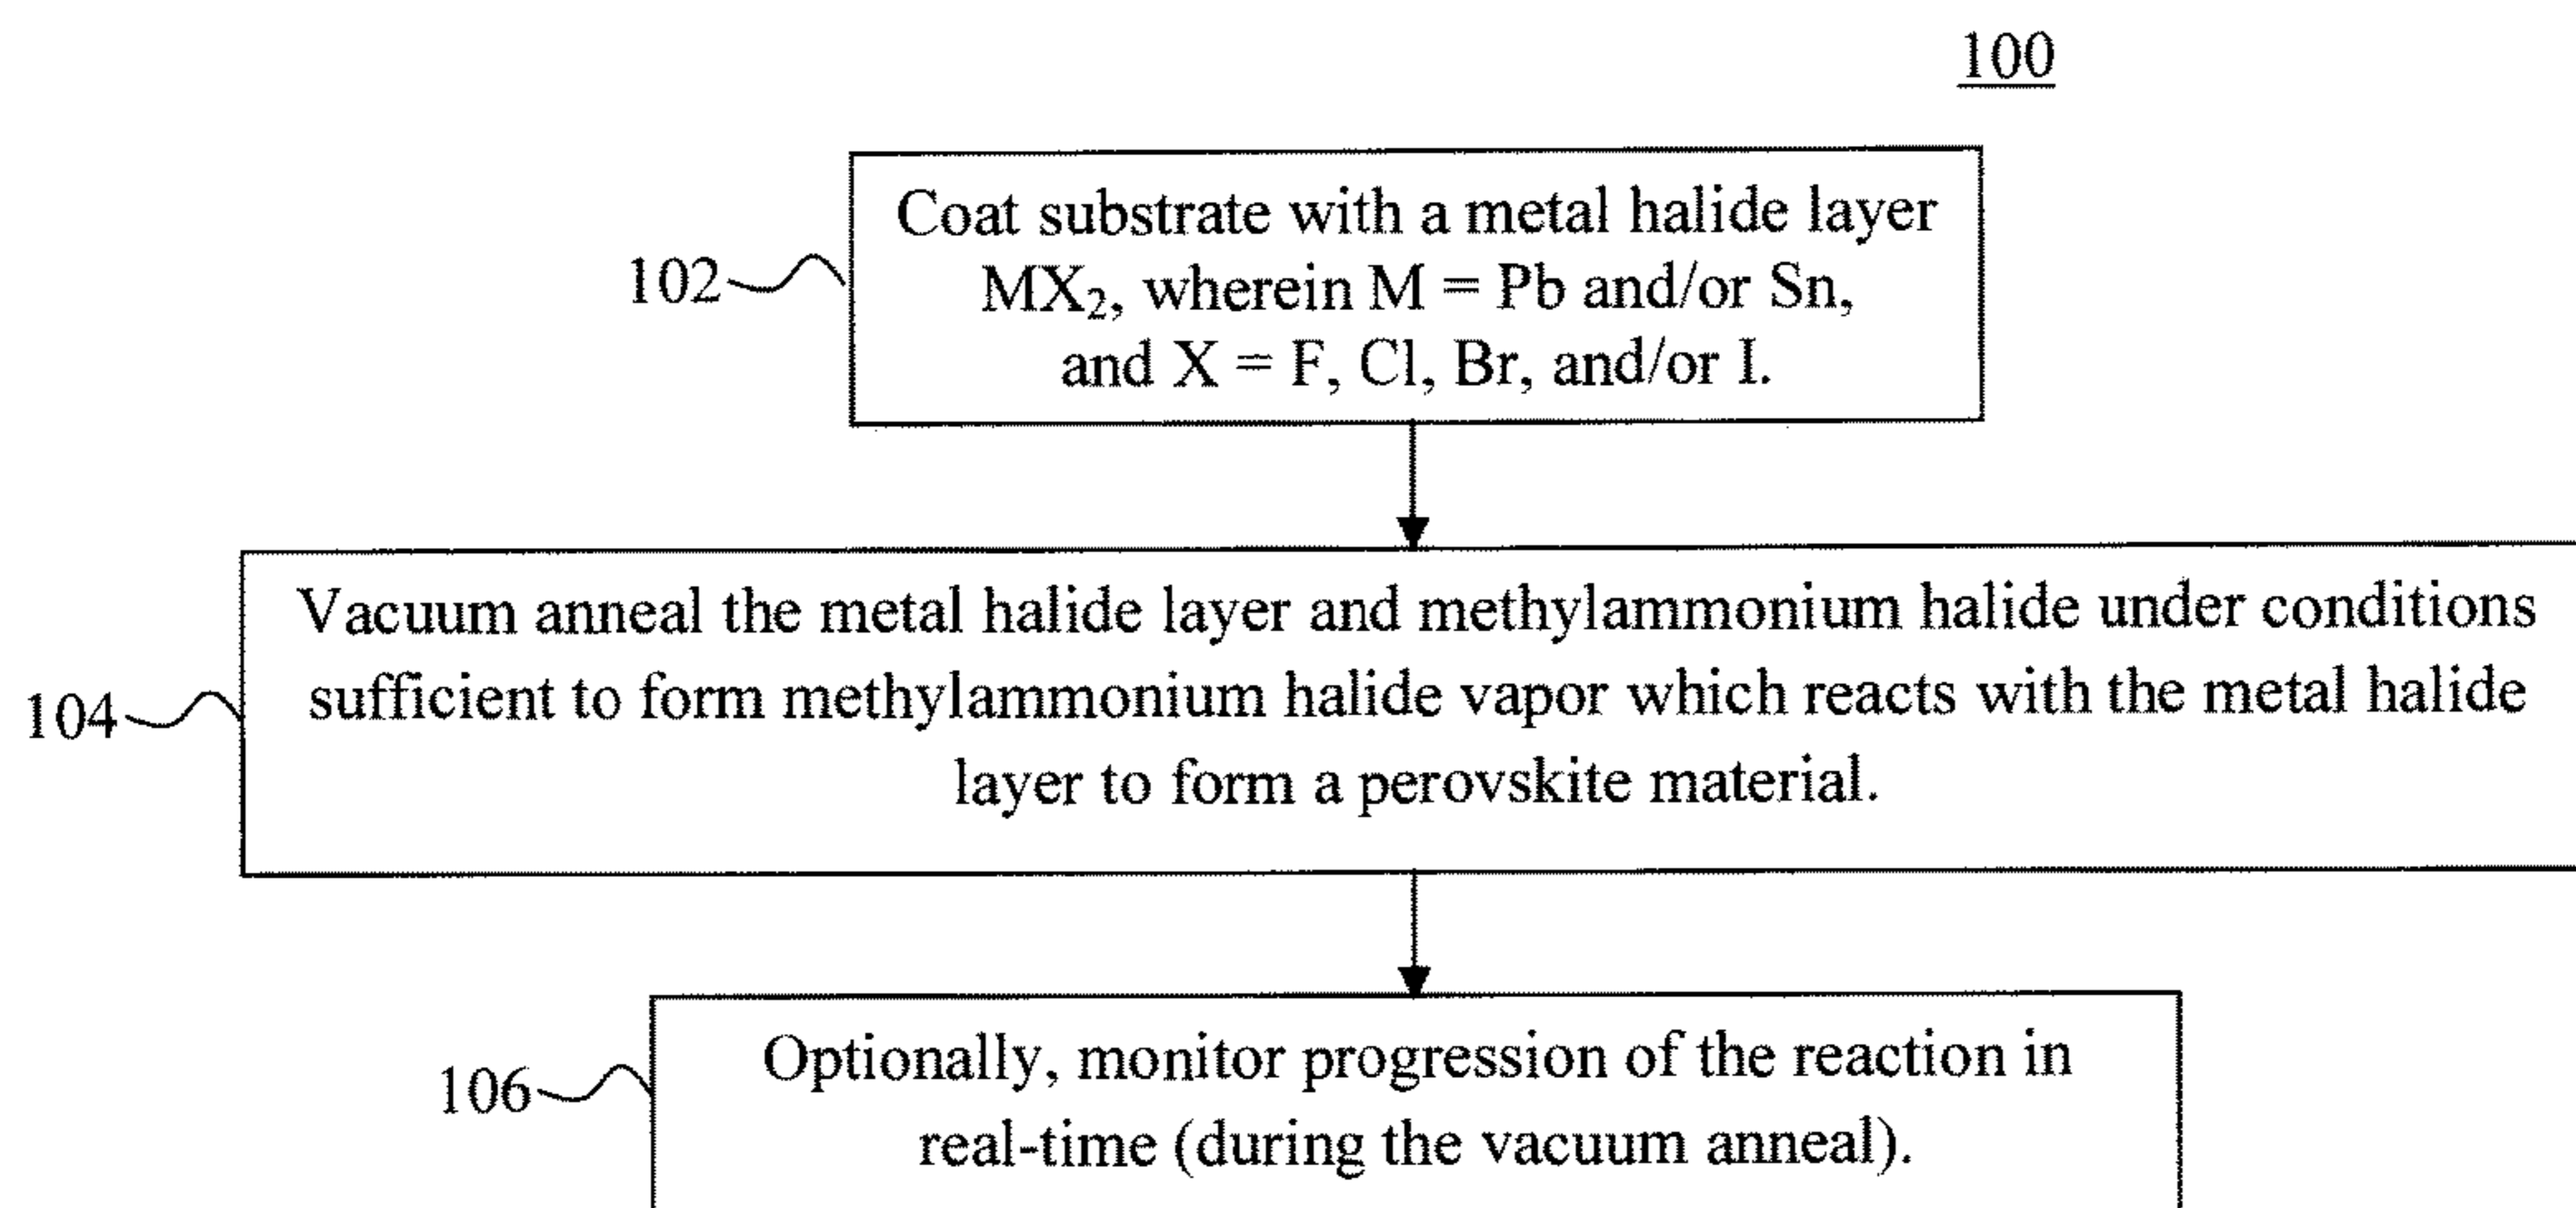 100
Coat substrate with a metal halide layer
102
MX₂, wherein M = Pb and/or Sn,
and X = F, Cl, Br, and/or I.
Vacuum anneal the metal halide layer and methylammonium halide under conditions
104
sufficient to form methylammonium halide vapor which reacts with the metal halide
layer to form a perovskite material.
106
Optionally, monitor progression of the reaction in
real-time (during the vacuum anneal).